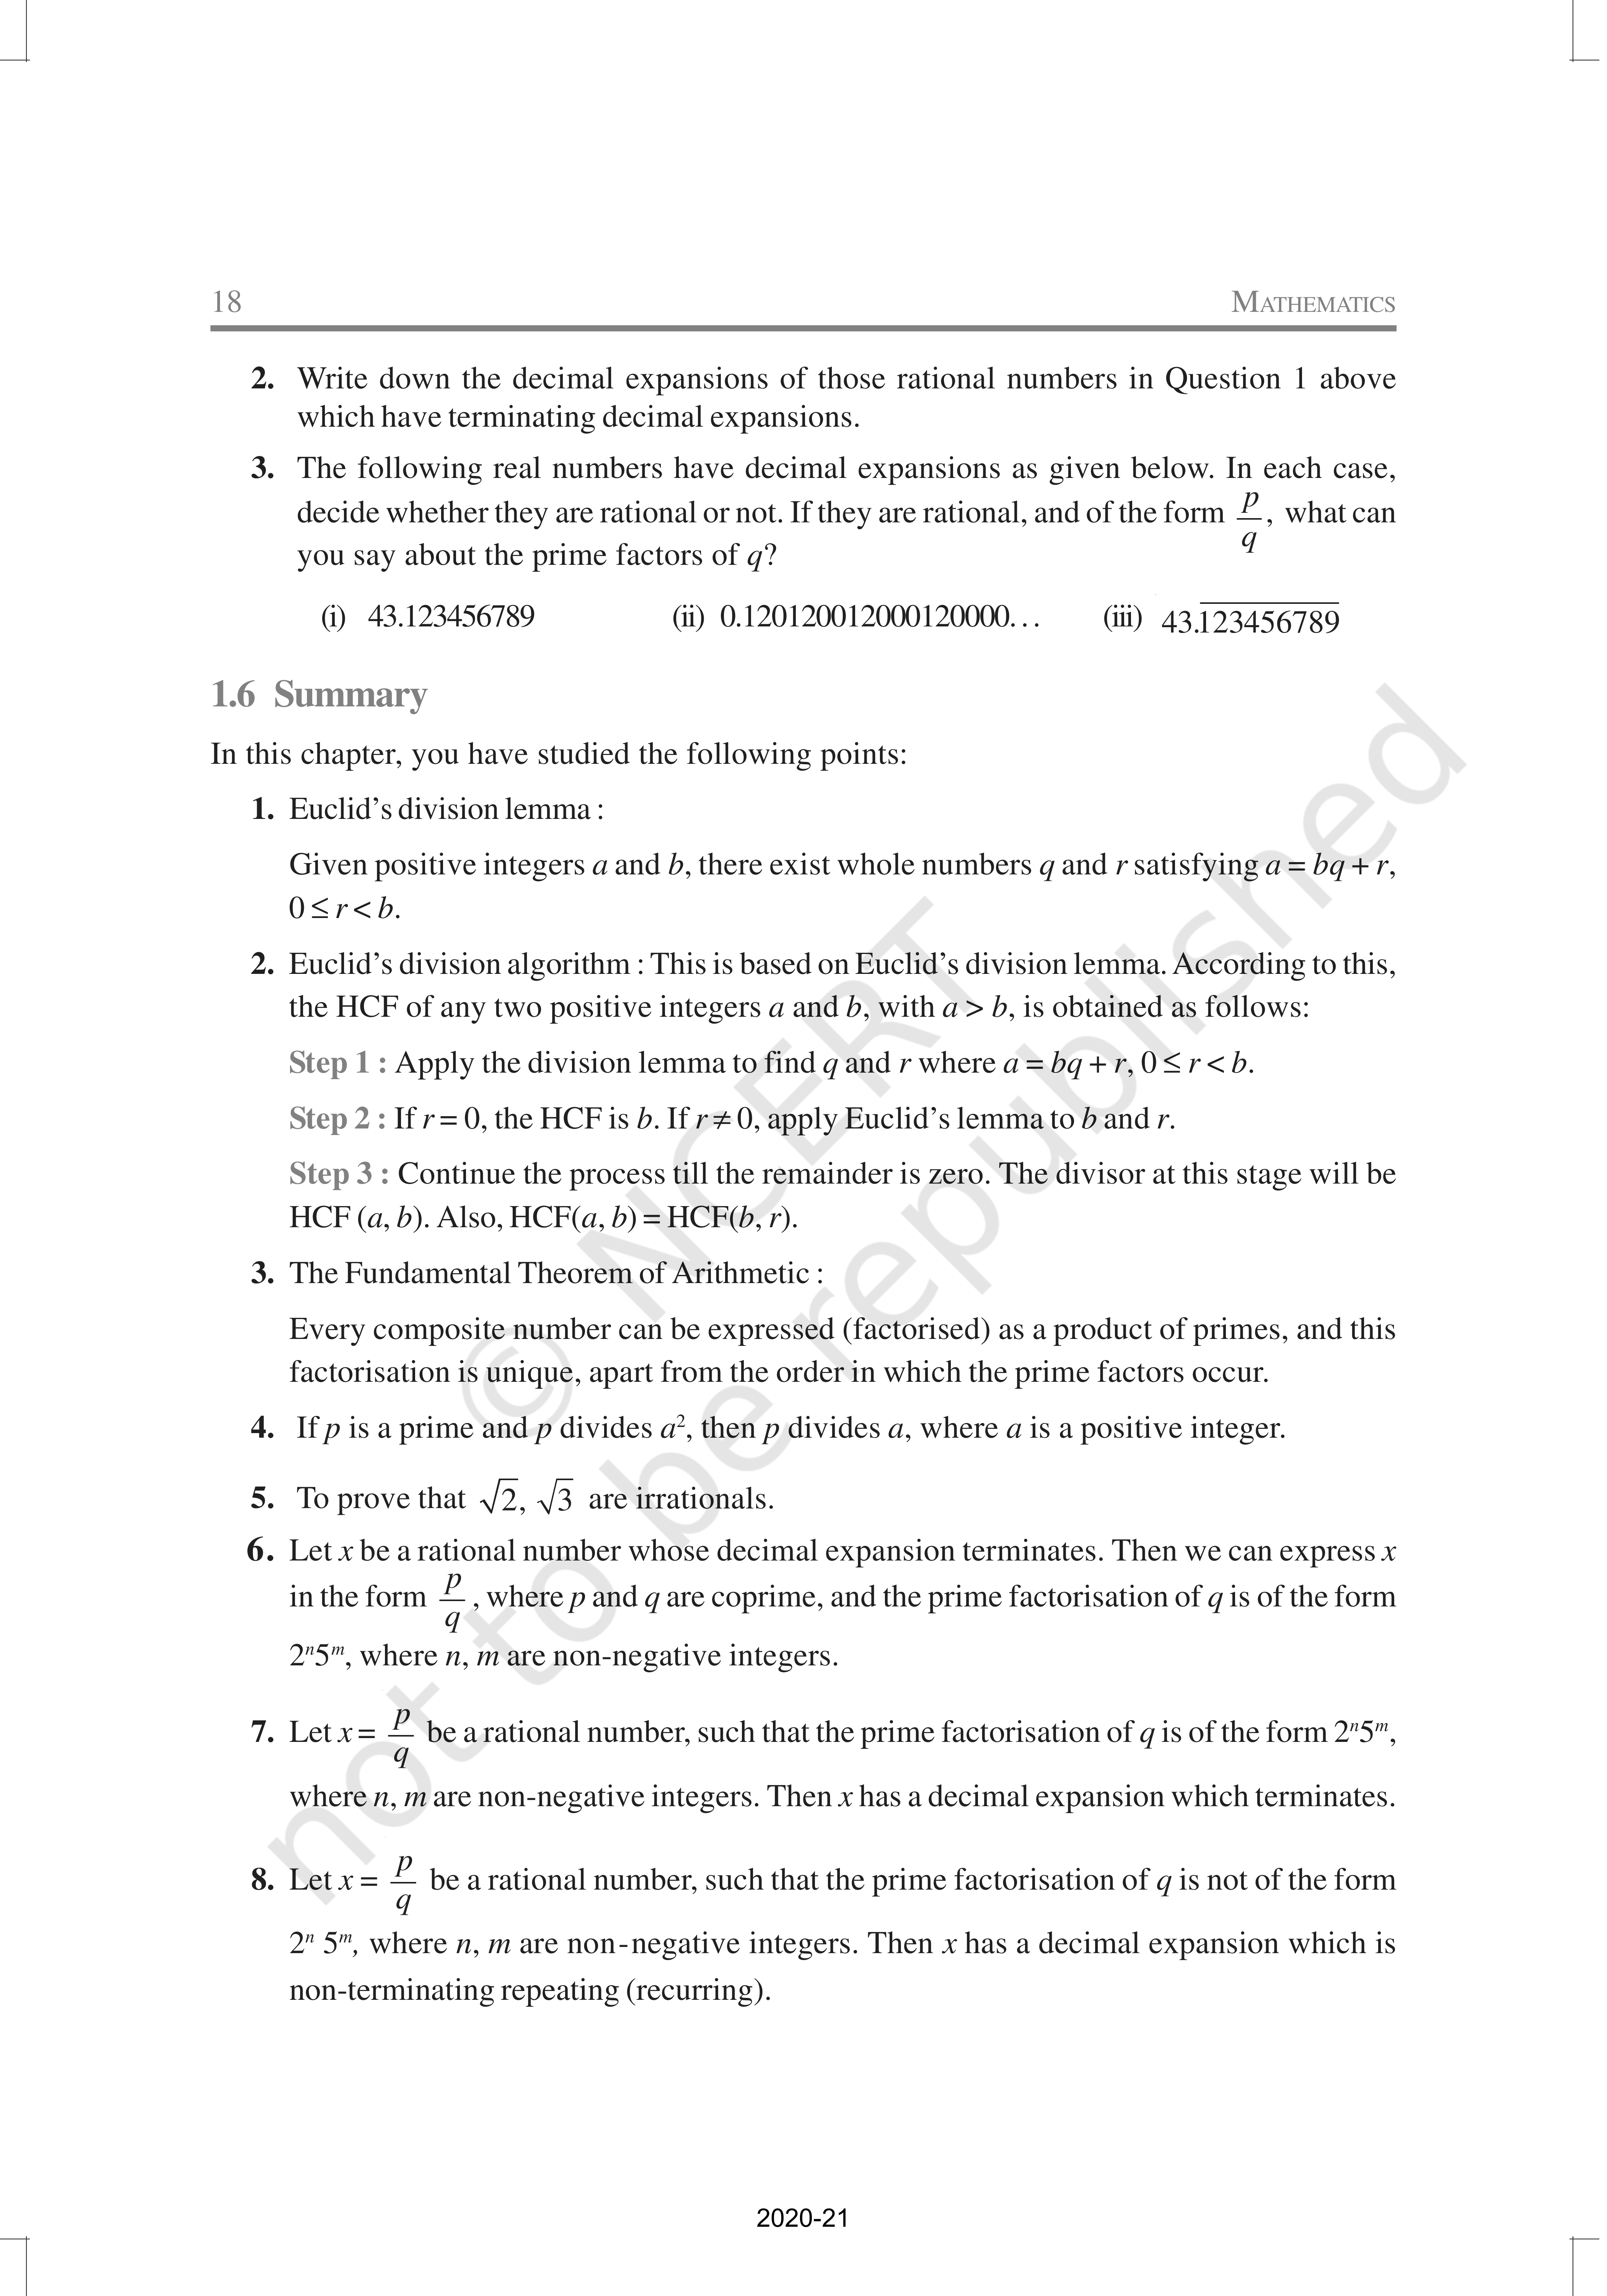 18 MATHEMATICS
2. Write down the decimal expansions of those rational numbers in Question 1 above
which have terminating decimal expansions.
3. The following real numbers have decimal expansions as given below. In each case,
decide whether they are rational or not. If they are rational, and of the form p/q, what can
you say about the prime factors of q?
(i) 43.123456789 (ii) 0.120120012000120000. . . (iii) 43.1̅2̅3̅4̅5̅6̅7̅8̅9̅
1.6 Summary
In this chapter, you have studied the following points:
1. Euclid’s division lemma :
Given positive integers a and b, there exist whole numbers q and r satisfying a = bq + r,
0 ≤ r < b.
2. Euclid’s division algorithm : This is based on Euclid’s division lemma. According to this,
the HCF of any two positive integers a and b, with a > b, is obtained as follows:
Step 1 : Apply the division lemma to find q and r where a = bq + r, 0 ≤ r < b.
Step 2 : If r = 0, the HCF is b. If r ≠ 0, apply Euclid’s lemma to b and r.
Step 3 : Continue the process till the remainder is zero. The divisor at this stage will be
HCF (a, b). Also, HCF(a, b) = HCF(b, r).
3. The Fundamental Theorem of Arithmetic :
Every composite number can be expressed (factorised) as a product of primes, and this
factorisation is unique, apart from the order in which the prime factors occur.
4. If p is a prime and p divides a², then p divides a, where a is a positive integer.
5. To prove that √2, √3 are irrationals.
6. Let x be a rational number whose decimal expansion terminates. Then we can express x
in the form p/q, where p and q are coprime, and the prime factorisation of q is of the form
2ⁿ5ᵐ, where n, m are non-negative integers.
7. Let x = p/q be a rational number, such that the prime factorisation of q is of the form 2ⁿ5ᵐ,
where n, m are non-negative integers. Then x has a decimal expansion which terminates.
8. Let x = p/q be a rational number, such that the prime factorisation of q is not of the form
2ⁿ 5ᵐ, where n, m are non-negative integers. Then x has a decimal expansion which is
non-terminating repeating (recurring).
© NCERT
not to be republished
2020-21